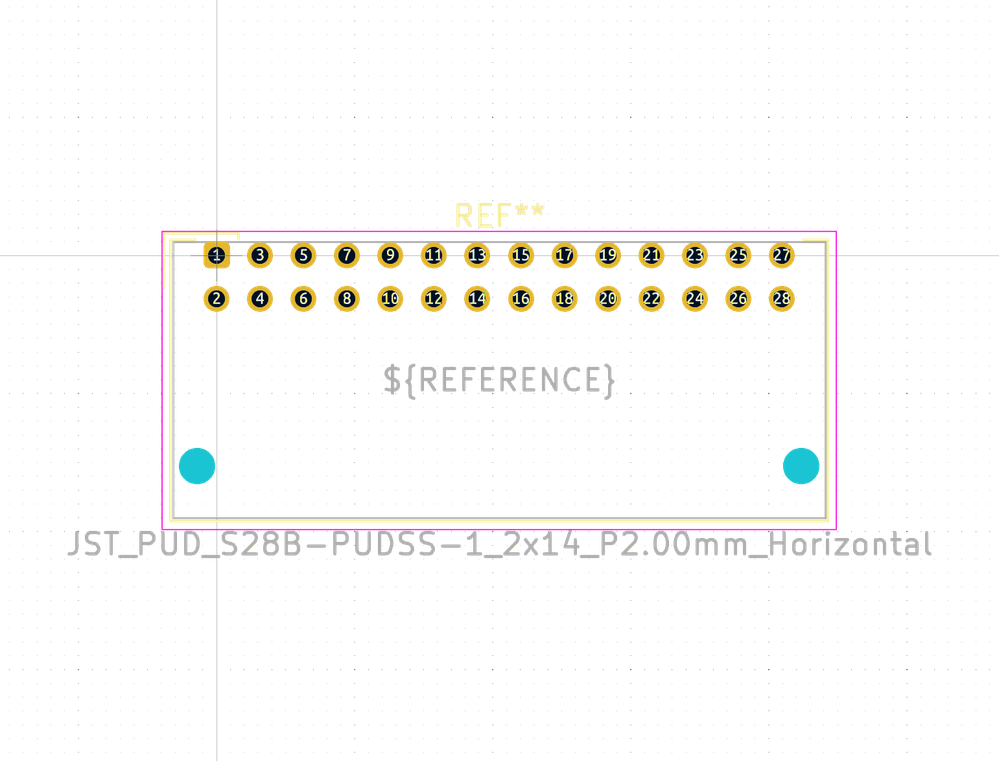 REF**
1 3 5 7 9 11 13 15 17 19 21 23 25 27
2 4 6 8 10 12 14 16 18 20 22 24 26 28
${REFERENCE}
JST_PUD_S28B-PUDSS-1_2x14_P2.00mm_Horizontal